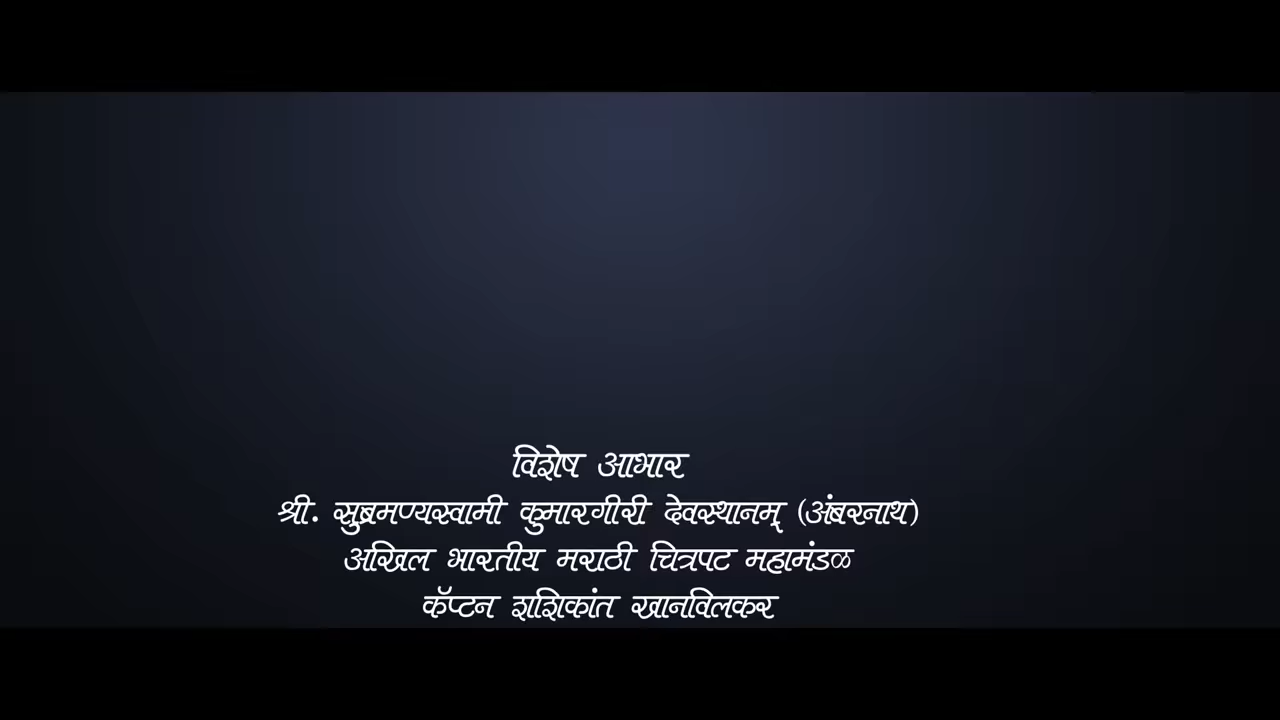 विशेष आभार
श्री. सुब्रमण्यस्वामी कुमारगीरी देवस्थानम् (अंबरनाथ)
अखिल भारतीय मराठी चित्रपट महामंडळ
कॅप्टन शशिकांत खानविलकर